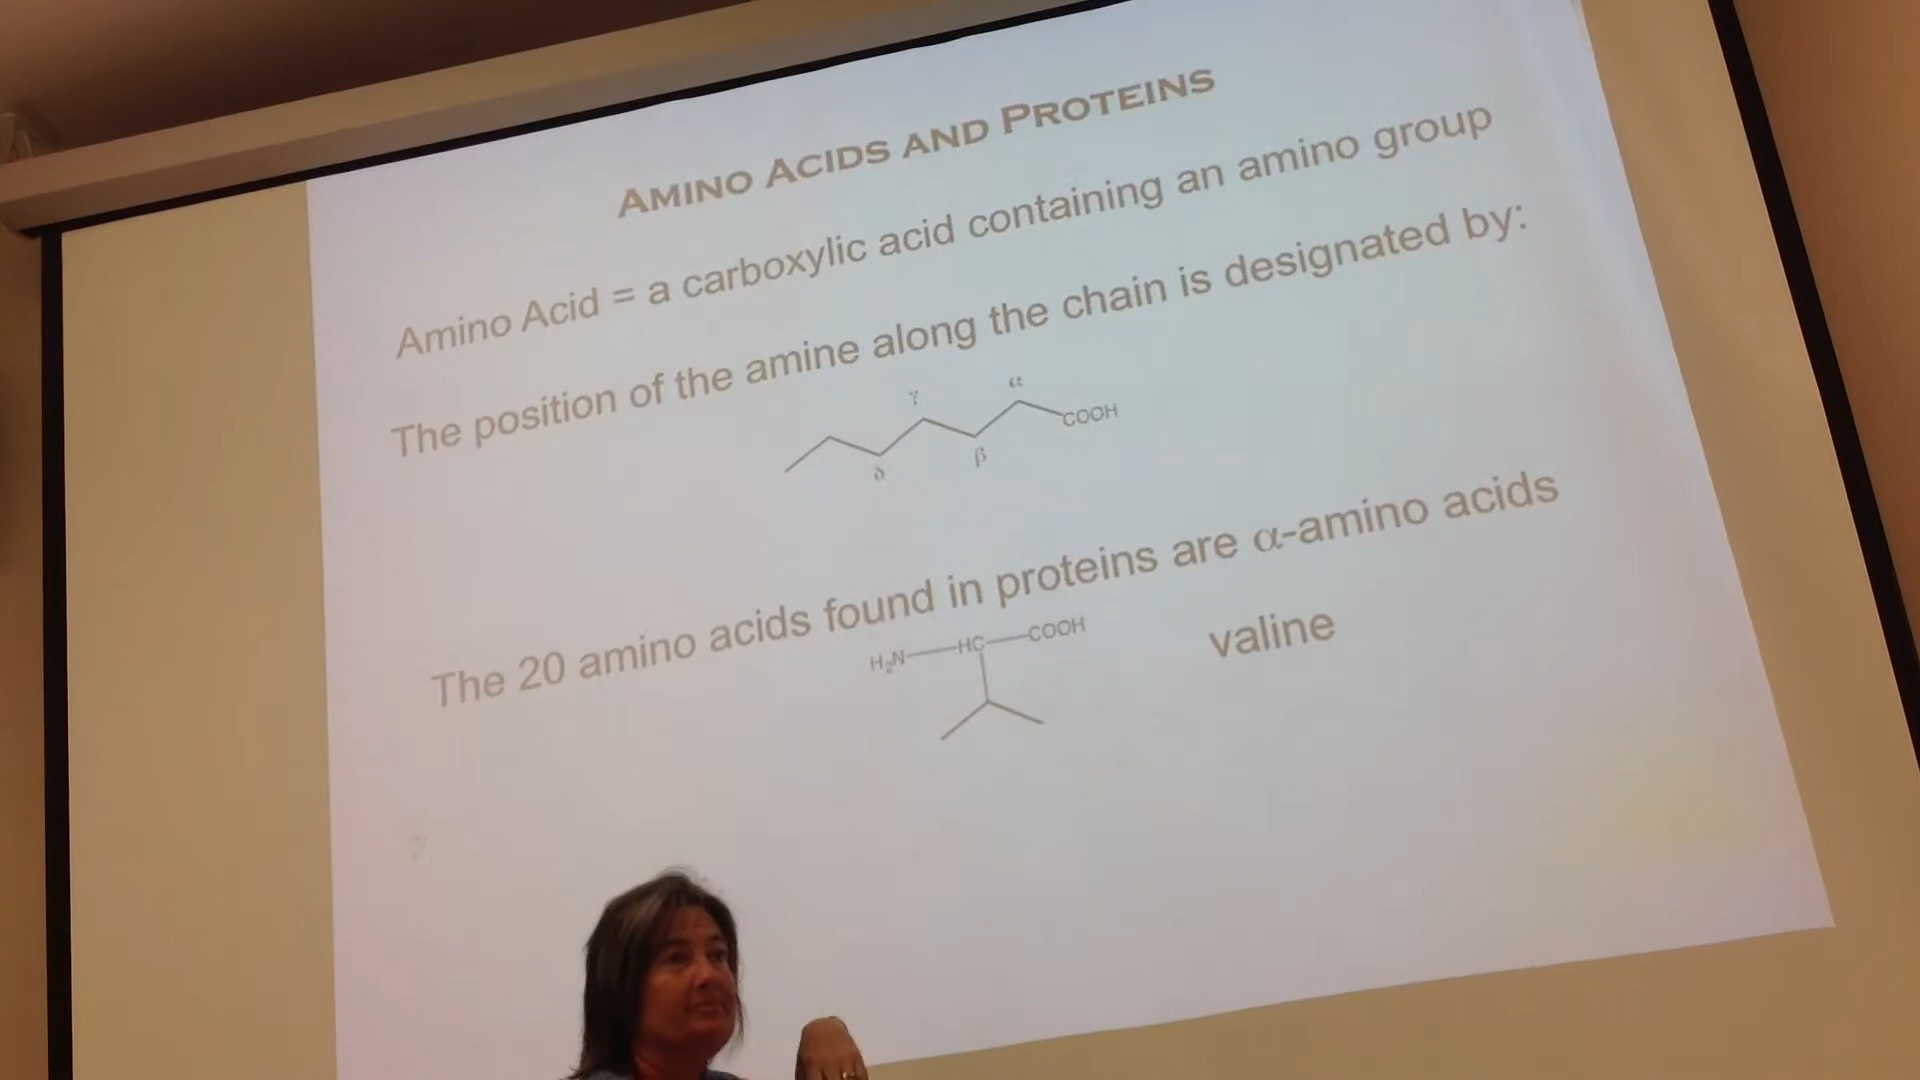 AMINO ACIDS AND PROTEINS
Amino Acid = a carboxylic acid containing an amino group
The position of the amine along the chain is designated by:
γ α
COOH
δ β
The 20 amino acids found in proteins are α-amino acids
H₂N HC COOH valine